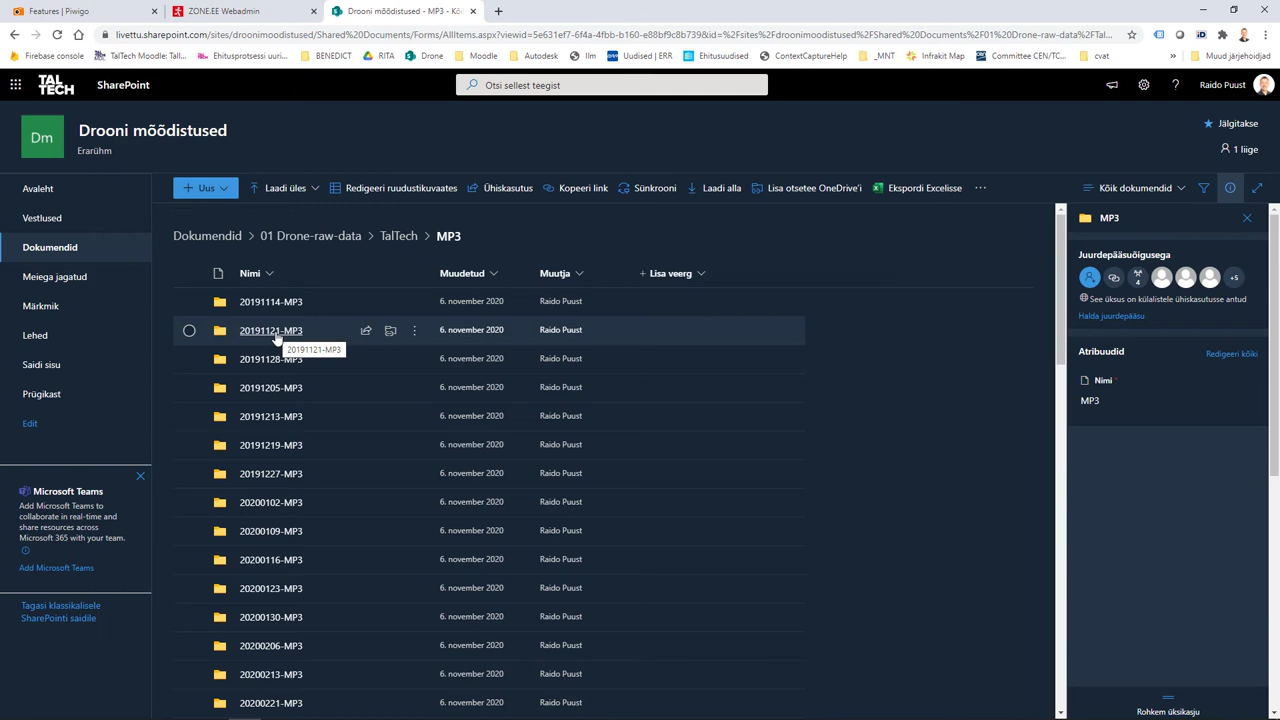 Features | Piwigo
ZONE.EE Webadmin
Drooni mõõdistused - MP3 - Kõi
livettu.sharepoint.com/sites/droonimoodistused/Shared Documents/Forms/AllItems.aspx?viewid=5e631ef7-6f4a-4fbb-b160-e88bf9c8b739&id=%2Fsites%2Fdroonimoodistused%2FShared Documents%2F01 Drone-raw-data%2FTal...
Firebase console
TalTech Moodle: Tall...
Ehitusprotsessi uurini...
BENEDICT
RITA
Drone
Moodle
Autodesk
Ilm
Uudised | ERR
Ehitusuudised
ContextCaptureHelp
_MNT
Infrakit Map
Committee CEN/TC...
cvat
»
Muud järjehoidjad
TAL TECH
SharePoint
Otsi sellest teegist
Raido Puust
Dm
Drooni mõõdistused
Erarühm
Jälgitakse
1 liige
Avaleht
Vestlused
Dokumendid
Meiega jagatud
Märkmik
Lehed
Saidi sisu
Prügikast
Edit
Uus
Laadi üles
Redigeeri ruudustikuvaates
Ühiskasutus
Kopeeri link
Sünkrooni
Laadi alla
Lisa otsetee OneDrive'i
Ekspordi Excelisse
Kõik dokumendid
Dokumendid > 01 Drone-raw-data > TalTech > MP3
Nimi Muudetud Muutja + Lisa veerg
20191114-MP3 6. november 2020 Raido Puust
20191121-MP3 6. november 2020 Raido Puust
20191121-MP3
20191128-MP3 6. november 2020 Raido Puust
20191205-MP3 6. november 2020 Raido Puust
20191213-MP3 6. november 2020 Raido Puust
20191219-MP3 6. november 2020 Raido Puust
20191227-MP3 6. november 2020 Raido Puust
20200102-MP3 6. november 2020 Raido Puust
20200109-MP3 6. november 2020 Raido Puust
20200116-MP3 6. november 2020 Raido Puust
20200123-MP3 6. november 2020 Raido Puust
20200130-MP3 6. november 2020 Raido Puust
20200206-MP3 6. november 2020 Raido Puust
20200213-MP3 6. november 2020 Raido Puust
20200221-MP3 6. november 2020 Raido Puust
Microsoft Teams
Add Microsoft Teams to
collaborate in real-time and
share resources across
Microsoft 365 with your team.
Add Microsoft Teams
Tagasi klassikalisele
SharePointi saidile
MP3
Juurdepääsuõigusega
4
+5
See üksus on külalistele ühiskasutusse antud
Halda juurdepääsu
Atribuudid
Redigeeri kõiki
Nimi *
MP3
Rohkem üksikasju